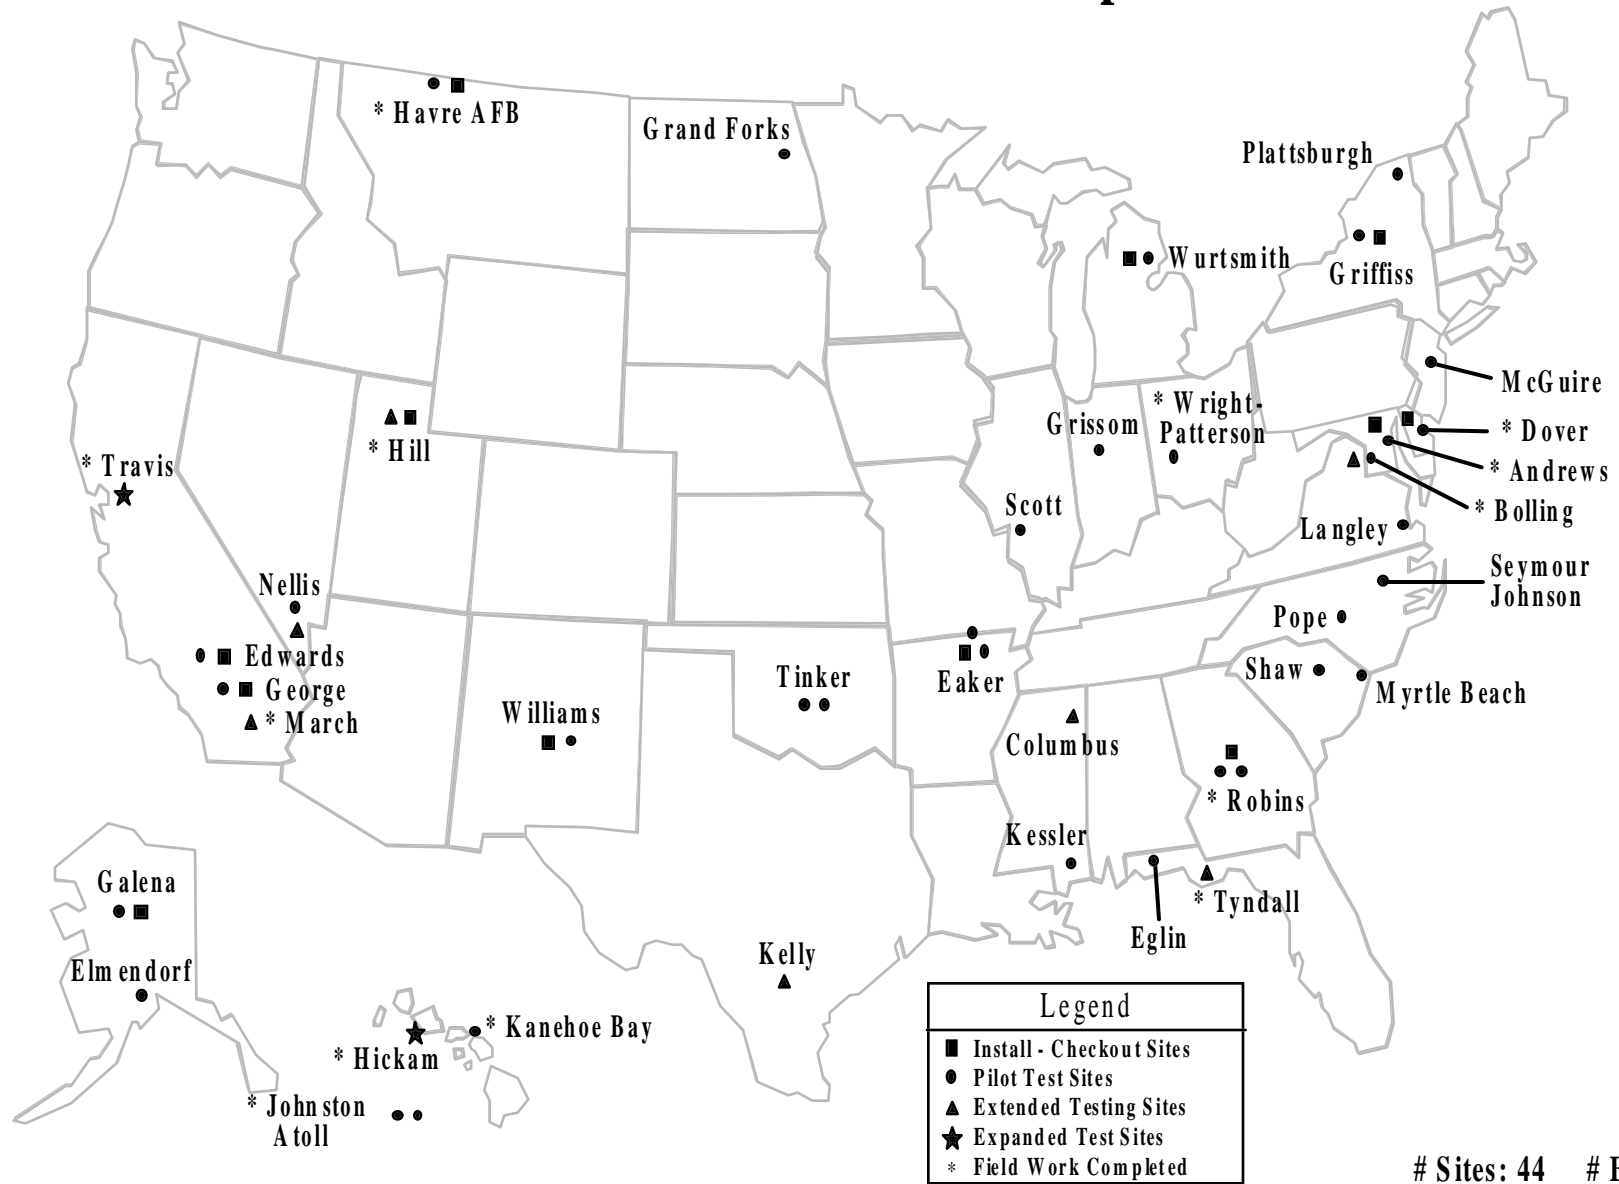 * Havre AFB
Grand Forks
Plattsburgh
Wurtsmith
Griffiss
McGuire
* Wright-
Patterson
Grissom
* Dover
* Hill
* Andrews
* Travis
* Bolling
Scott
Langley
Nellis
Seymour
Johnson
Pope
Edwards
Shaw
Tinker
Eaker
George
Myrtle Beach
Williams
* March
Columbus
* Robins
Kessler
Galena
* Tyndall
Eglin
Kelly
Elmendorf
* Kanehoe Bay
* Hickam
* Johnston
Atoll
Legend
Install - Checkout Sites
Pilot Test Sites
Extended Testing Sites
Expanded Test Sites
* Field Work Completed
# Sites: 44 #